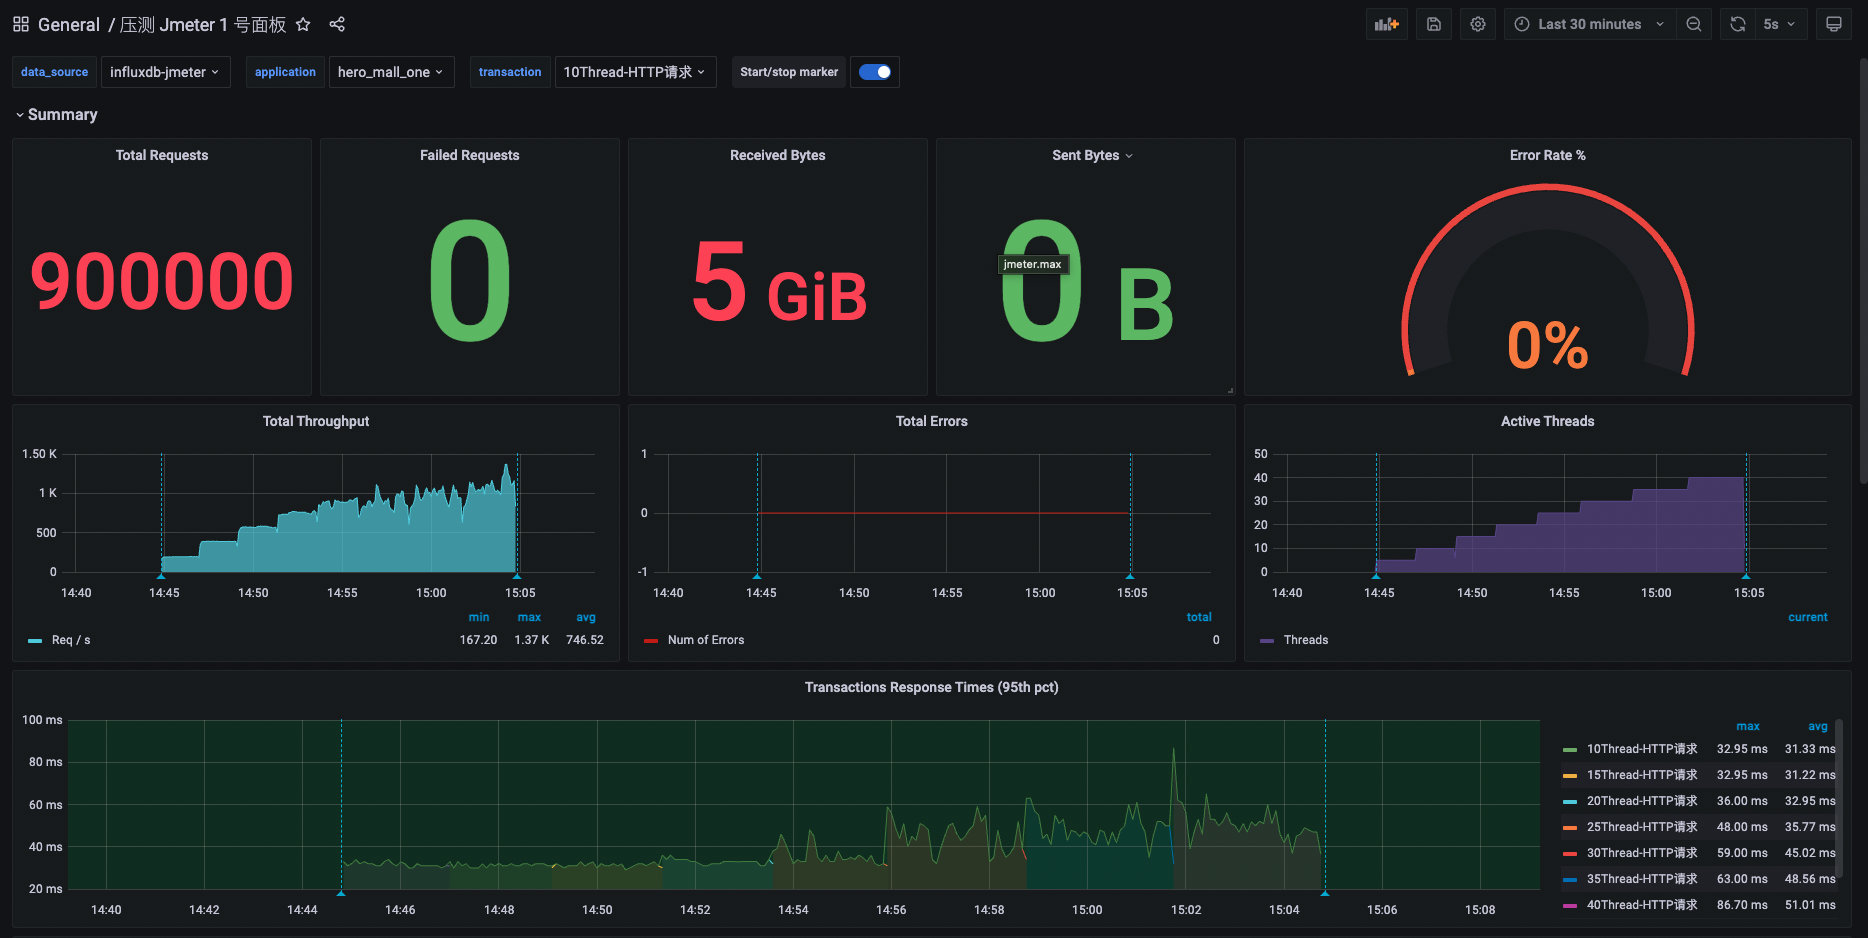 General / 压测 Jmeter 1 号面板
Last 30 minutes
5s
data_source influxdb-jmeter application hero_mall_one transaction 10Thread-HTTP请求 Start/stop marker
Summary
Total Requests
900000
Failed Requests
0
Received Bytes
5 GiB
Sent Bytes
0 B
jmeter.max
Error Rate %
0%
Total Throughput
1.50 K
1 K
500
0
14:40 14:45 14:50 14:55 15:00 15:05
min max avg
Req / s 167.20 1.37 K 746.52
Total Errors
1
0
-1
14:40 14:45 14:50 14:55 15:00 15:05
total
Num of Errors 0
Active Threads
50
40
30
20
10
0
14:40 14:45 14:50 14:55 15:00 15:05
current
Threads
Transactions Response Times (95th pct)
100 ms
80 ms
60 ms
40 ms
20 ms
14:40 14:42 14:44 14:46 14:48 14:50 14:52 14:54 14:56 14:58 15:00 15:02 15:04 15:06 15:08
max avg
10Thread-HTTP请求 32.95 ms 31.33 ms
15Thread-HTTP请求 32.95 ms 31.22 ms
20Thread-HTTP请求 36.00 ms 32.95 ms
25Thread-HTTP请求 48.00 ms 35.77 ms
30Thread-HTTP请求 59.00 ms 45.02 ms
35Thread-HTTP请求 63.00 ms 48.56 ms
40Thread-HTTP请求 86.70 ms 51.01 ms